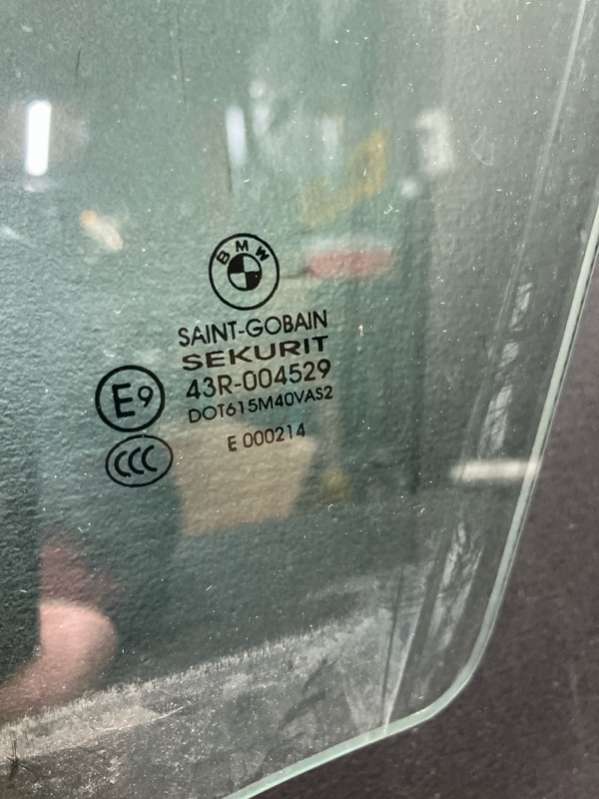 BMW
SAINT-GOBAIN
SEKURIT
43R-004529
DOT615M40VAS2
E 000214
E9
CCC